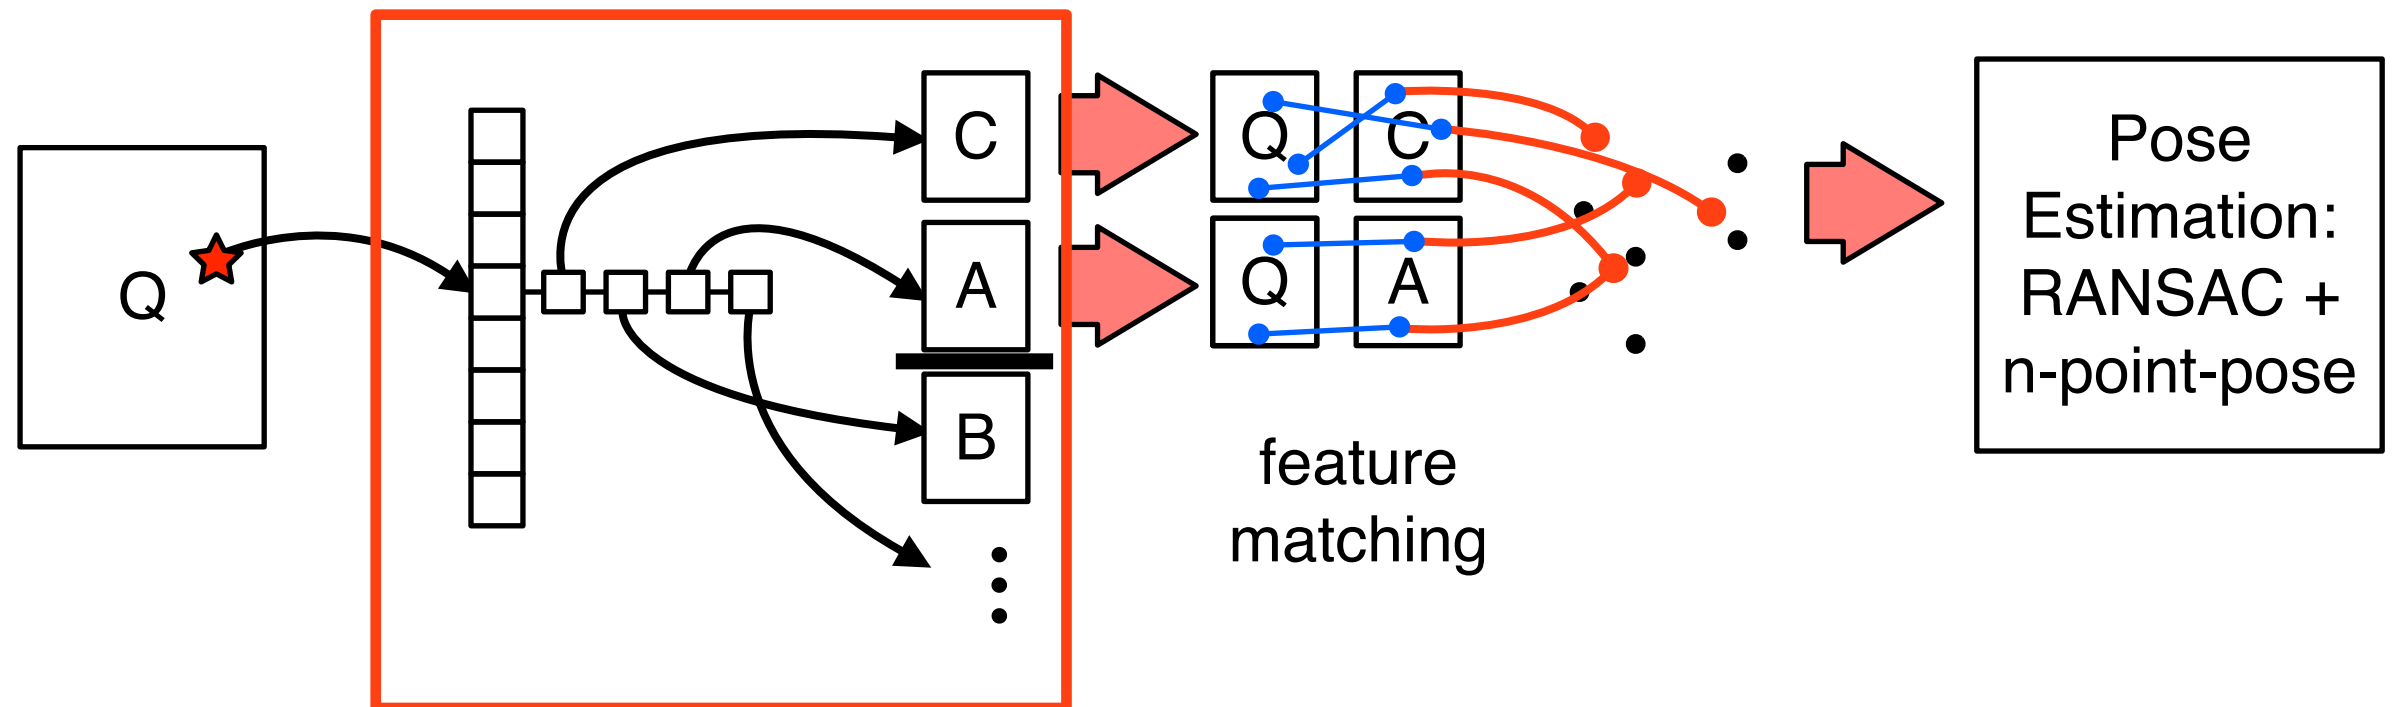 Q
C
A
B
Q
C
Q
A
feature
matching
Pose
Estimation:
RANSAC +
n-point-pose